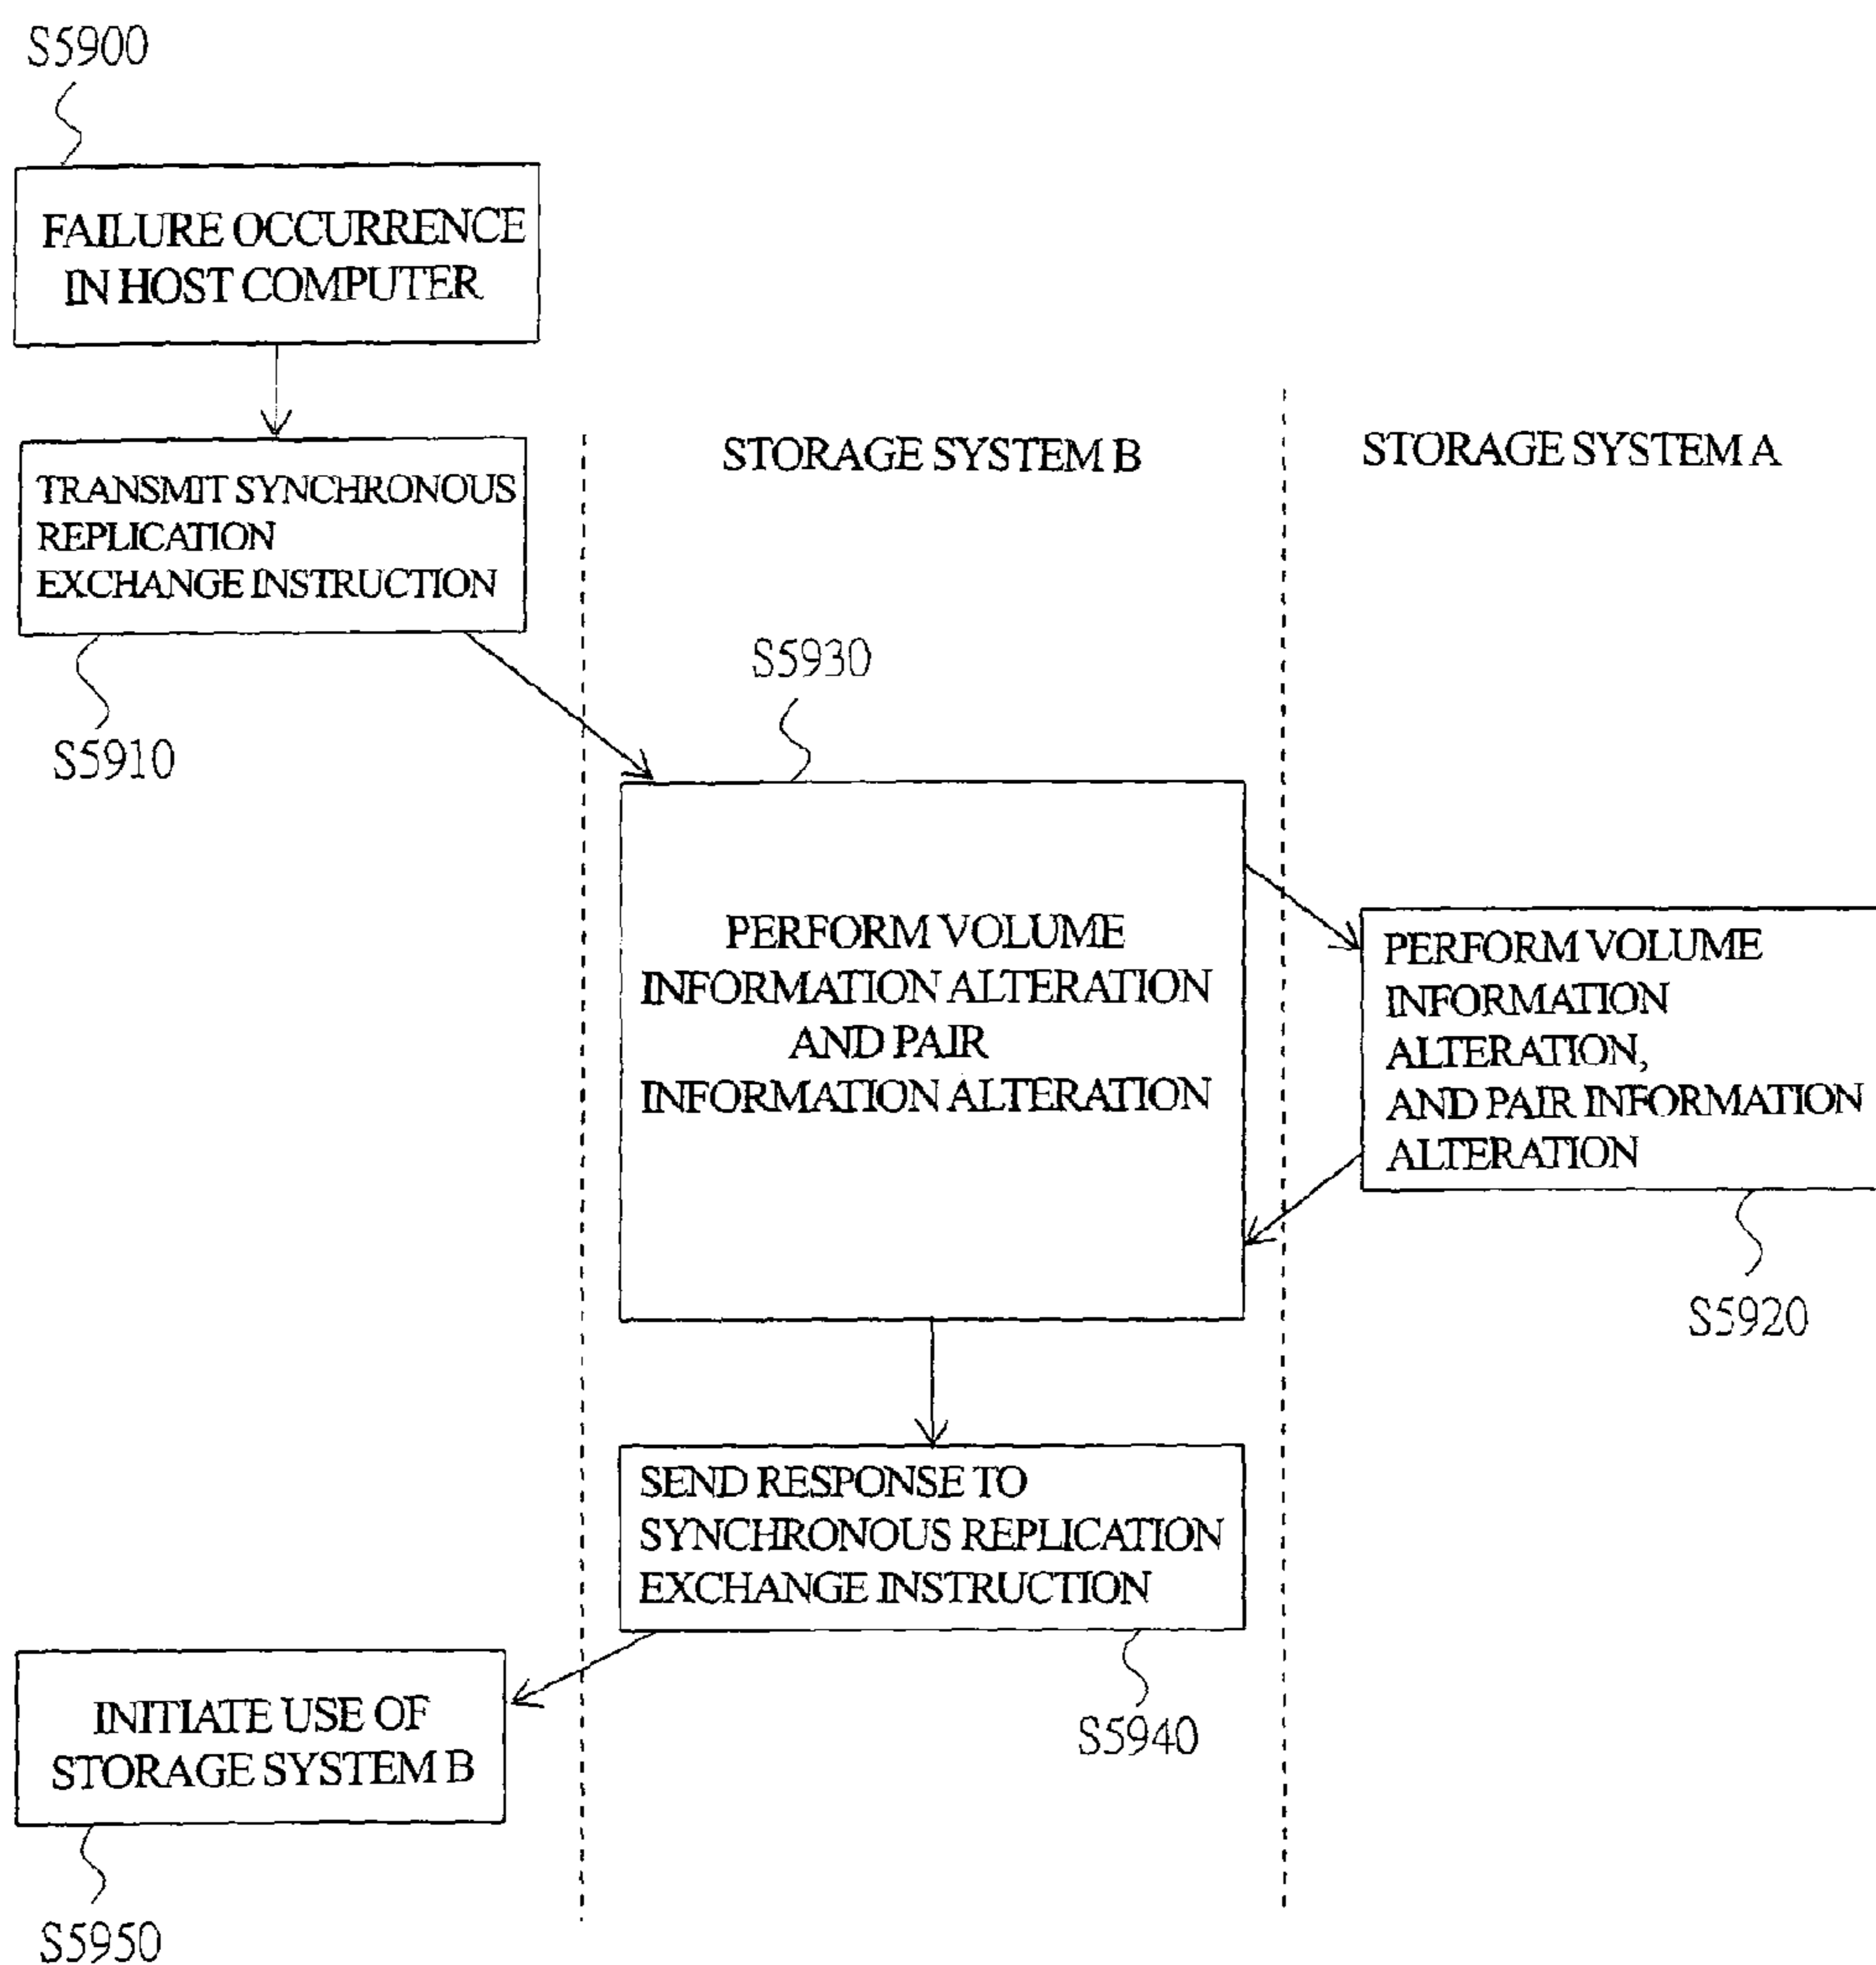 S5900
FAILURE OCCURRENCE
IN HOST COMPUTER
TRANSMIT SYNCHRONOUS
REPLICATION
EXCHANGE INSTRUCTION
S5910
STORAGE SYSTEM B
STORAGE SYSTEM A
S5930
PERFORM VOLUME
INFORMATION ALTERATION
AND PAIR
INFORMATION ALTERATION
PERFORM VOLUME
INFORMATION
ALTERATION,
AND PAIR INFORMATION
ALTERATION
S5920
SEND RESPONSE TO
SYNCHRONOUS REPLICATION
EXCHANGE INSTRUCTION
S5940
INITIATE USE OF
STORAGE SYSTEM B
S5950